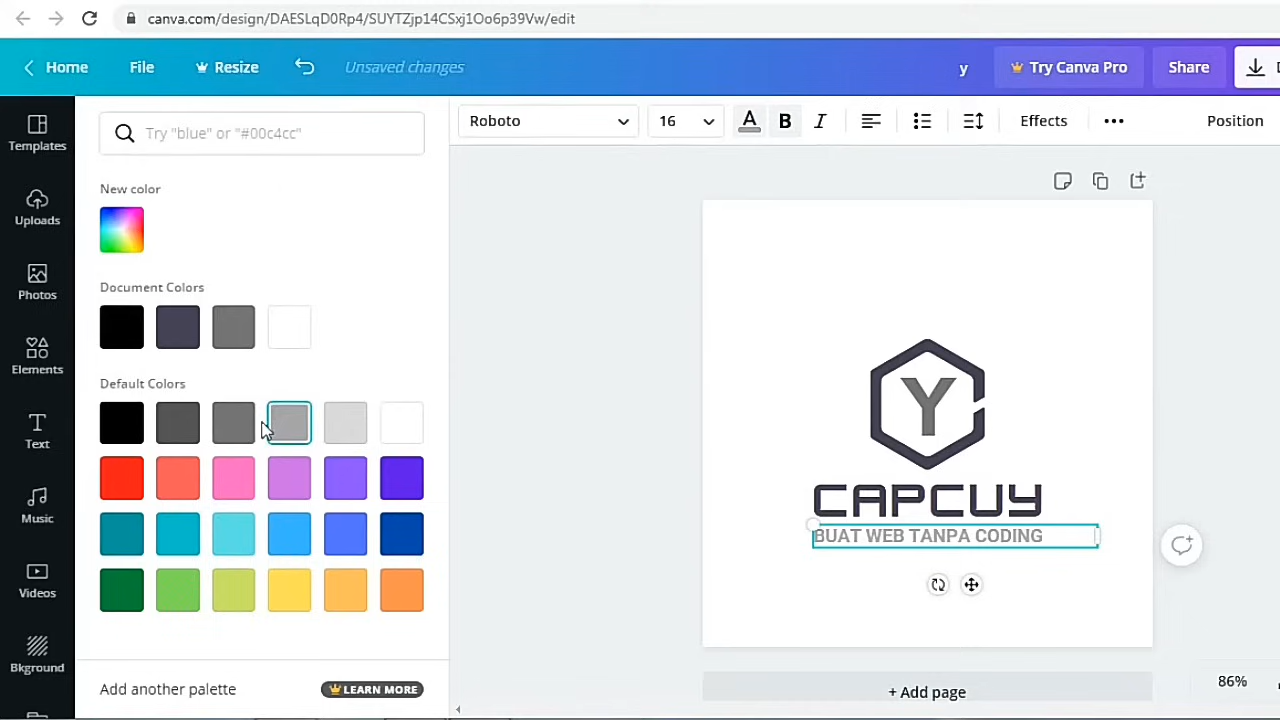 canva.com/design/DAESLqD0Rp4/SUYTZjp14CSxj1Oo6p39Vw/edit
Home File Resize Unsaved changes y Try Canva Pro Share
Templates
Uploads
Photos
Elements
Text
Music
Videos
Bkground
Try "blue" or "#00c4cc"
New color
Document Colors
Default Colors
Add another palette LEARN MORE
Roboto 16 A B I Effects Position
Y
CAPCUY
BUAT WEB TANPA CODING
+ Add page
86%